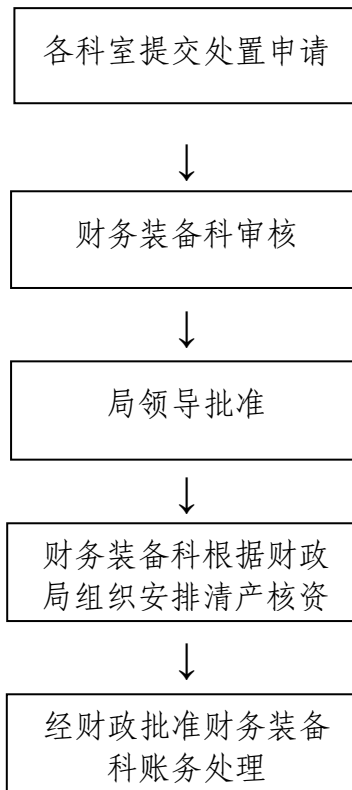 各科室提交处置申请
↓
财务装备科审核
↓
局领导批准
↓
财务装备科根据财政
局组织安排清产核资
↓
经财政批准财务装备
科账务处理